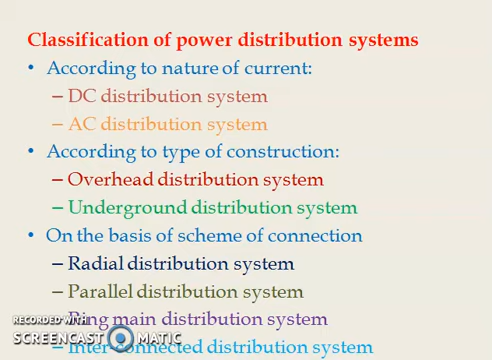 Classification of power distribution systems
• According to nature of current:
– DC distribution system
– AC distribution system
• According to type of construction:
– Overhead distribution system
– Underground distribution system
• On the basis of scheme of connection
– Radial distribution system
– Parallel distribution system
– Ring main distribution system
– Inter-connected distribution system
RECORDED WITH
SCREENCAST MATIC